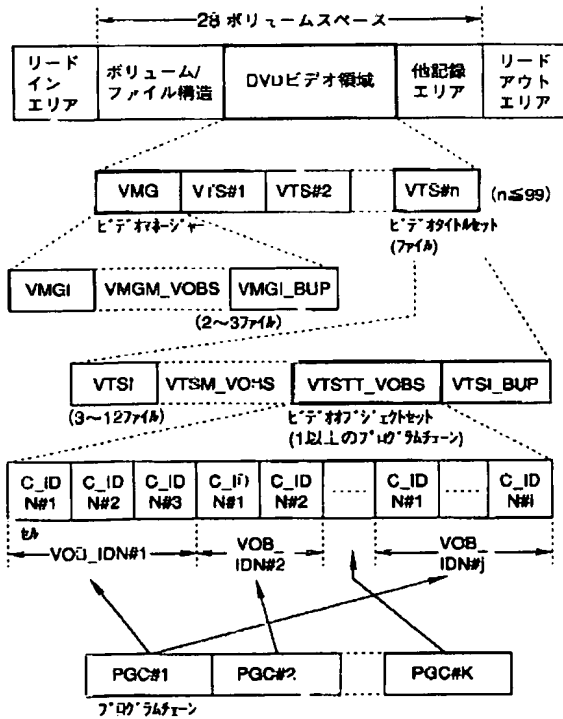 28 ボリュームスペース
リード
イン
エリア
ボリューム/
ファイル構造
DVDビデオ領域
他記録
エリア
リード
アウト
エリア
VMG
VTS#1
VTS#2
VTS#n
(n≦99)
ビデオマネージャー
ビデオタイトルセット
(ファイル)
VMGI
VMGM_VOBS
VMGI_BUP
(2〜3ファイル)
VTSI
VTSM_VOBS
VTSTT_VOBS
VTSI_BUP
(3〜12ファイル)
ビデオオブジェクトセット
(1以上のプログラムチェーン)
C_ID
N#1
C_ID
N#2
C_ID
N#3
C_ID
N#1
C_ID
N#2
C_ID
N#1
C_ID
N#i
セル
VOB_IDN#1
VOB_
IDN#2
VOB_
IDN#j
PGC#1
PGC#2
PGC#K
プログラムチェーン